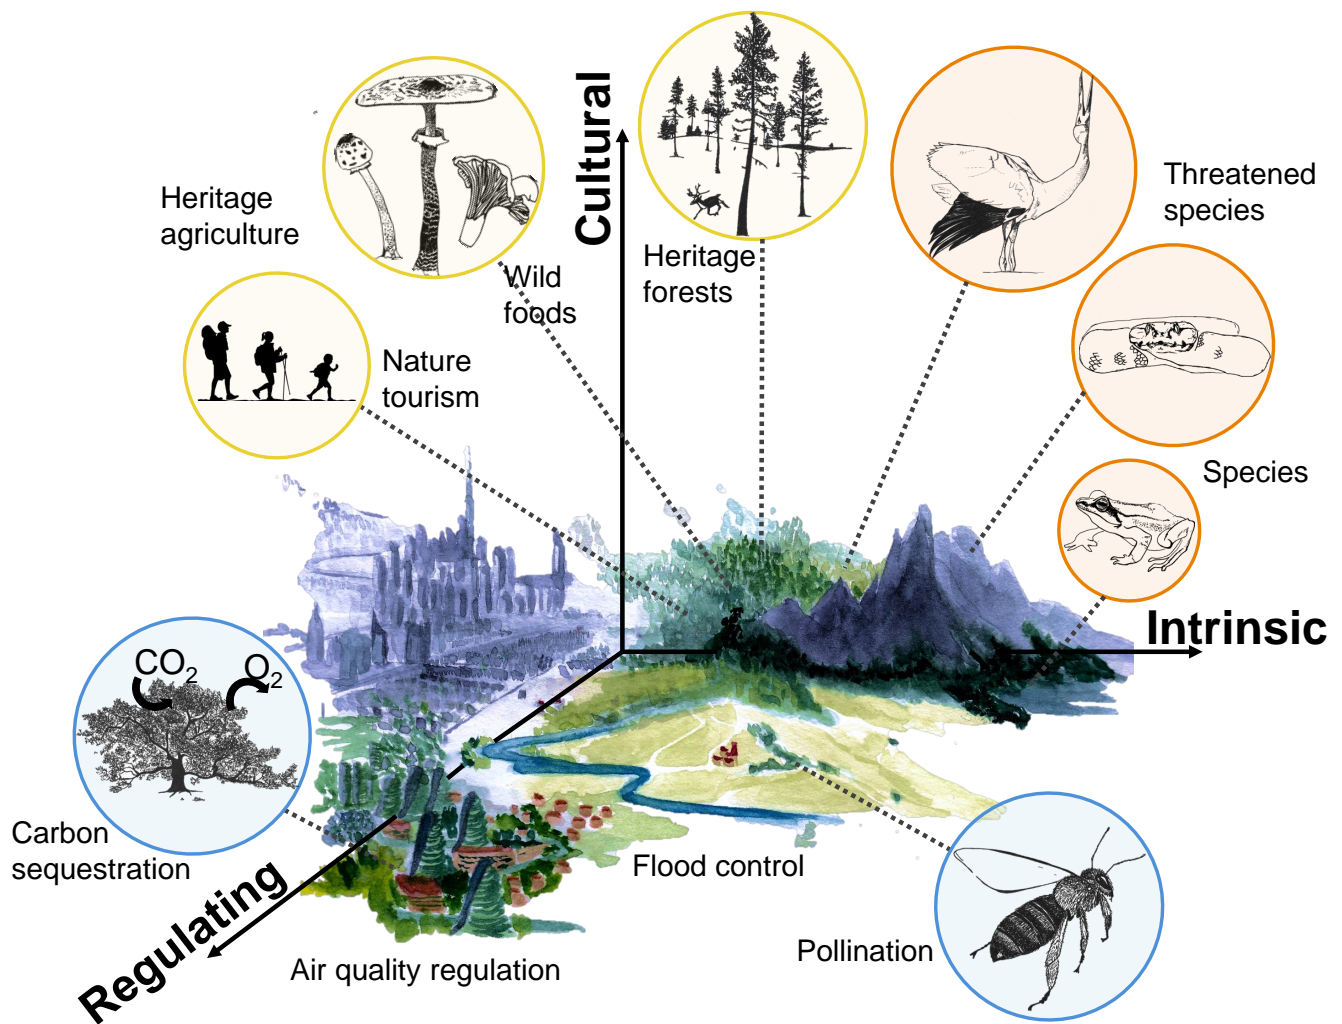 Cultural
Heritage
agriculture
Wild
foods
Heritage
forests
Threatened
species
Nature
tourism
Species
Intrinsic
CO₂
O₂
Carbon
sequestration
Regulating
Flood control
Pollination
Air quality regulation